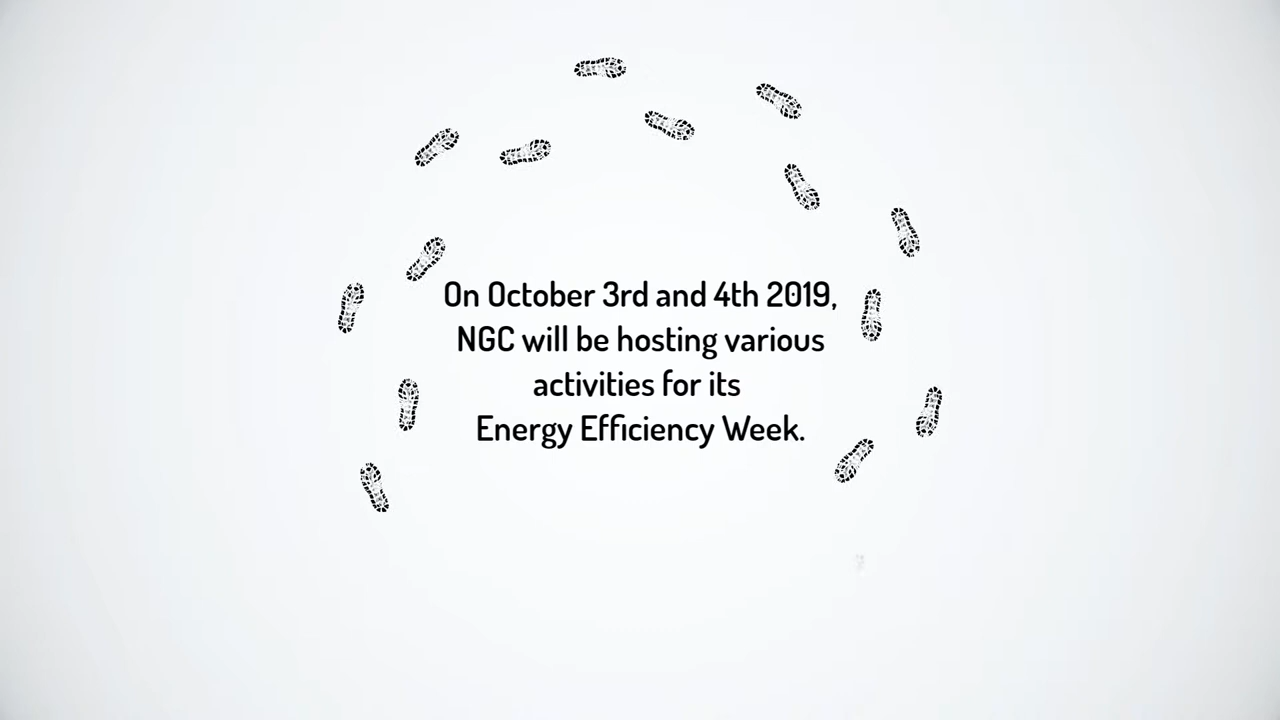 On October 3rd and 4th 2019,
NGC will be hosting various
activities for its
Energy Efficiency Week.